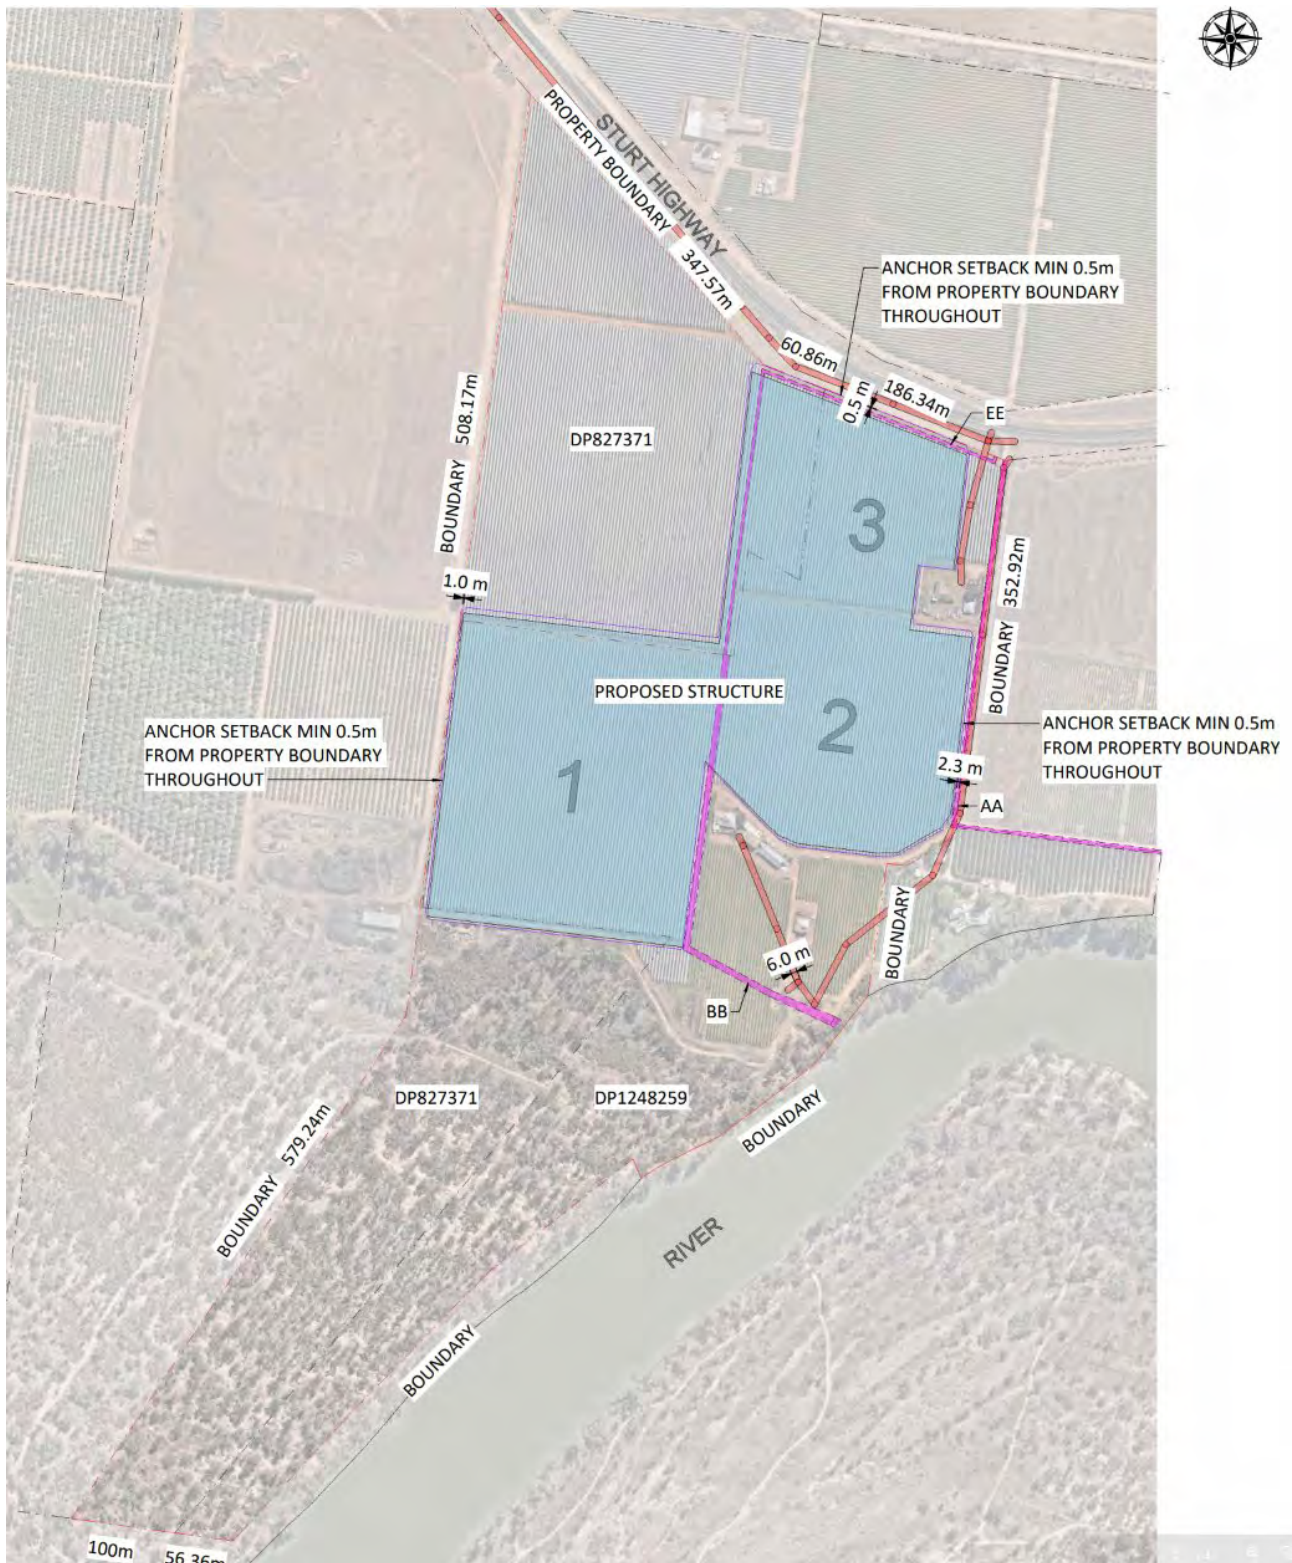 STURT HIGHWAY
PROPERTY BOUNDARY 347.57m
ANCHOR SETBACK MIN 0.5m
FROM PROPERTY BOUNDARY
THROUGHOUT
60.86m
186.34m
0.5 m
EE
BOUNDARY 508.17m
DP827371
3
1.0 m
BOUNDARY 352.92m
PROPOSED STRUCTURE
2
ANCHOR SETBACK MIN 0.5m
FROM PROPERTY BOUNDARY
THROUGHOUT
1
ANCHOR SETBACK MIN 0.5m
FROM PROPERTY BOUNDARY
THROUGHOUT
2.3 m
AA
BOUNDARY
6.0 m
BB
DP827371
DP1248259
BOUNDARY
BOUNDARY 579.24m
RIVER
BOUNDARY
100m
56.36m